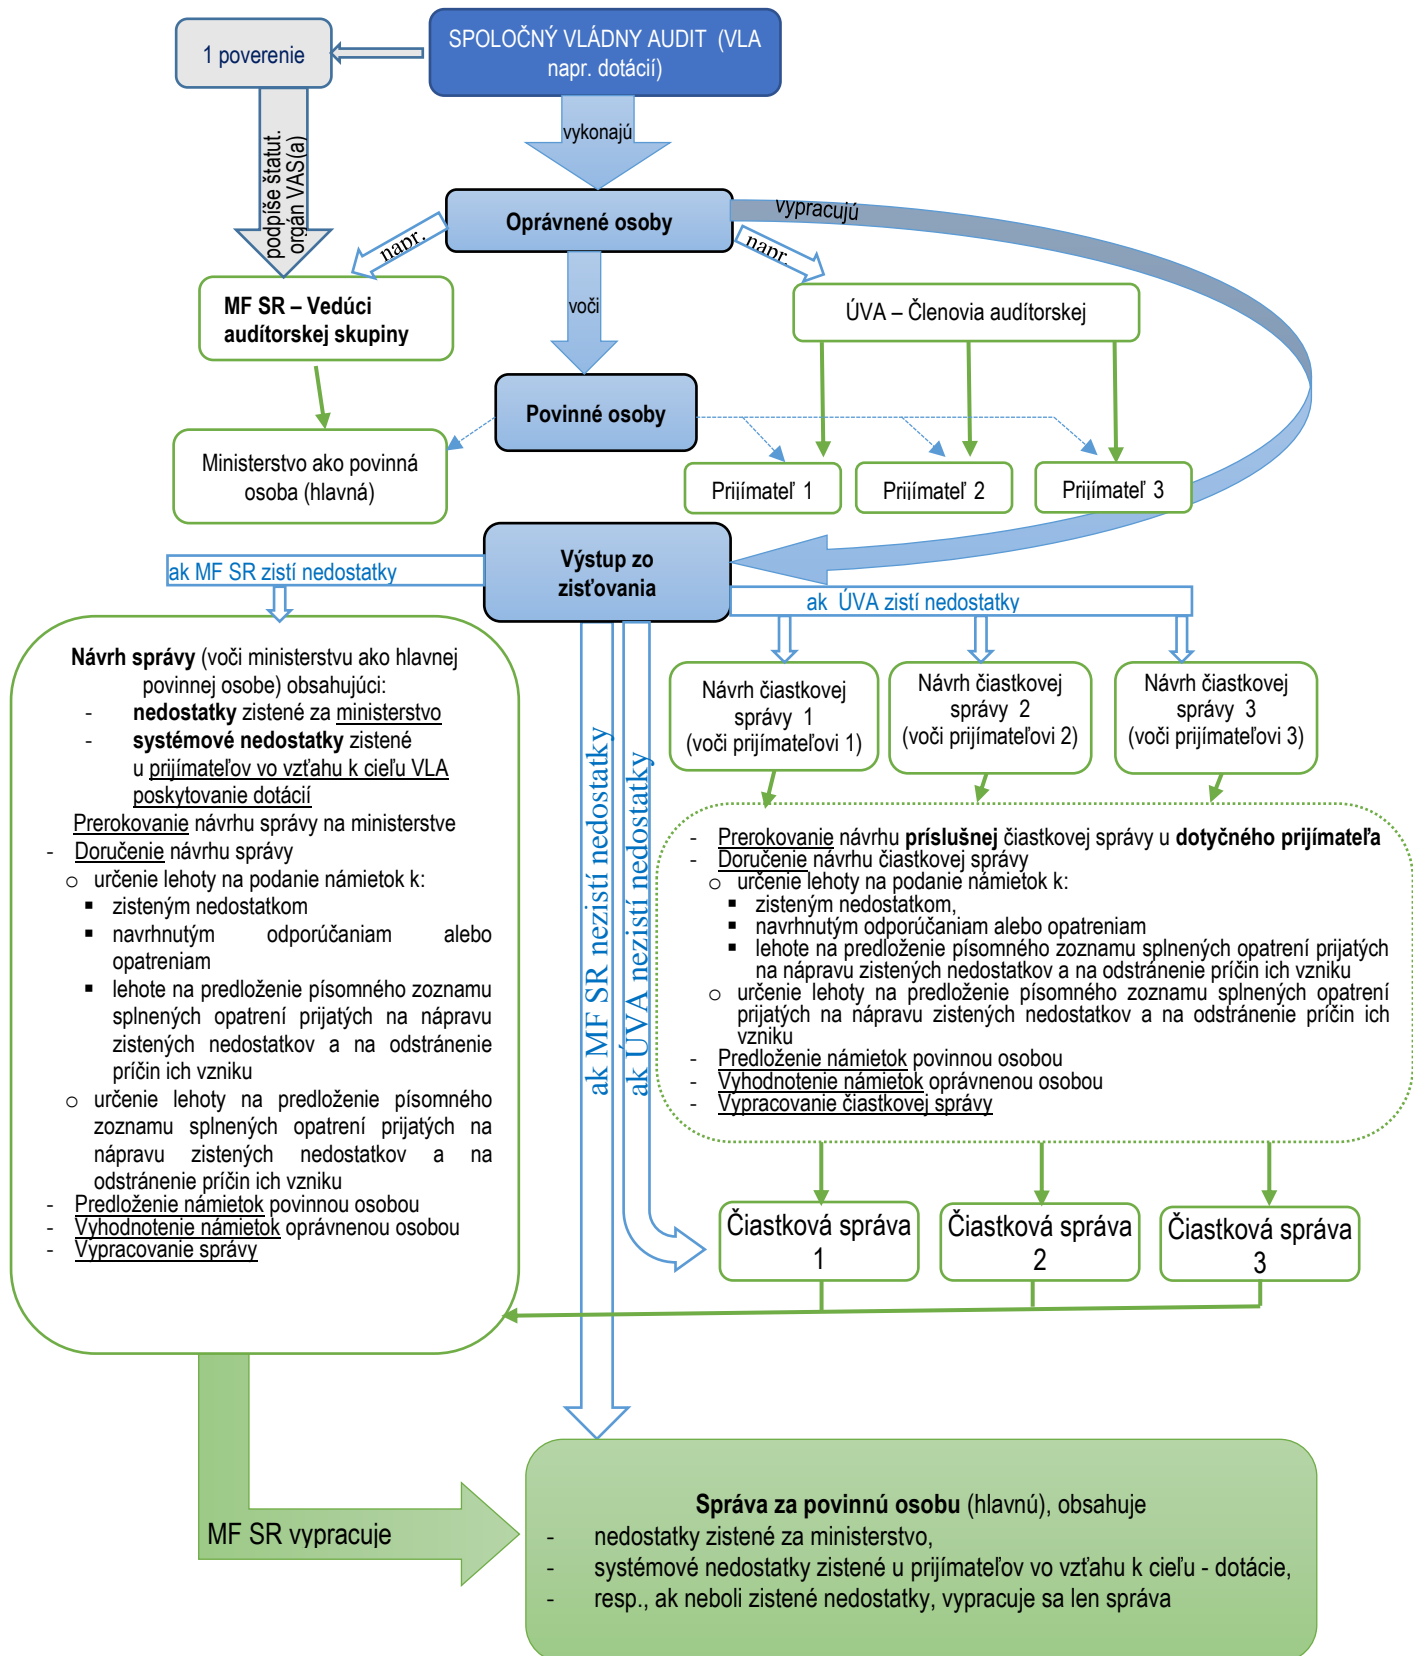 1 poverenie
SPOLOČNÝ VLÁDNY AUDIT (VLA
napr. dotácií)
vykonajú
podpíše štatut.
orgán VAS(a)
Oprávnené osoby
vypracujú
napr.
napr.
voči
MF SR – Vedúci
audítorskej skupiny
ÚVA – Členovia audítorskej
Povinné osoby
Ministerstvo ako povinná
osoba (hlavná)
Prijímateľ 1
Prijímateľ 2
Prijímateľ 3
Výstup zo
zisťovania
ak MF SR zistí nedostatky
ak ÚVA zistí nedostatky
Návrh správy (voči ministerstvu ako hlavnej
povinnej osobe) obsahujúci:
- nedostatky zistené za ministerstvo
- systémové nedostatky zistené
u prijímateľov vo vzťahu k cieľu VLA
poskytovanie dotácií
Prerokovanie návrhu správy na ministerstve
- Doručenie návrhu správy
o určenie lehoty na podanie námietok k:
▪ zisteným nedostatkom
▪ navrhnutým odporúčaniam alebo
opatreniam
▪ lehote na predloženie písomného zoznamu
splnených opatrení prijatých na nápravu
zistených nedostatkov a na odstránenie
príčin ich vzniku
o určenie lehoty na predloženie písomného
zoznamu splnených opatrení prijatých na
nápravu zistených nedostatkov a na
odstránenie príčin ich vzniku
- Predloženie námietok povinnou osobou
- Vyhodnotenie námietok oprávnenou osobou
- Vypracovanie správy
ak MF SR nezistí nedostatky
ak ÚVA nezistí nedostatky
Návrh čiastkovej
správy 1
(voči prijímateľovi 1)
Návrh čiastkovej
správy 2
(voči prijímateľovi 2)
Návrh čiastkovej
správy 3
(voči prijímateľovi 3)
- Prerokovanie návrhu príslušnej čiastkovej správy u dotyčného prijímateľa
- Doručenie návrhu čiastkovej správy
o určenie lehoty na podanie námietok k:
▪ zisteným nedostatkom,
▪ navrhnutým odporúčaniam alebo opatreniam
▪ lehote na predloženie písomného zoznamu splnených opatrení prijatých
na nápravu zistených nedostatkov a na odstránenie príčin ich vzniku
o určenie lehoty na predloženie písomného zoznamu splnených opatrení
prijatých na nápravu zistených nedostatkov a na odstránenie príčin ich
vzniku
- Predloženie námietok povinnou osobou
- Vyhodnotenie námietok oprávnenou osobou
- Vypracovanie čiastkovej správy
Čiastková správa
1
Čiastková správa
2
Čiastková správa
3
MF SR vypracuje
Správa za povinnú osobu (hlavnú), obsahuje
- nedostatky zistené za ministerstvo,
- systémové nedostatky zistené u prijímateľov vo vzťahu k cieľu - dotácie,
- resp., ak neboli zistené nedostatky, vypracuje sa len správa